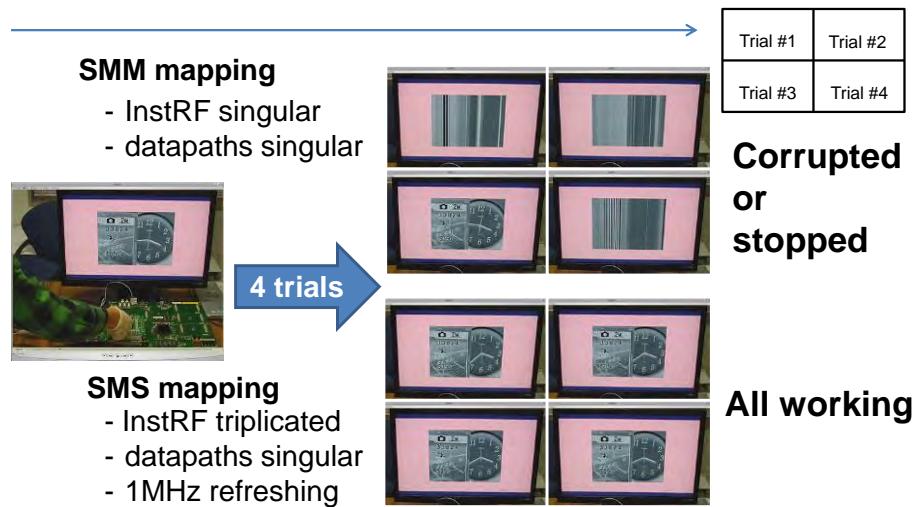 Trial #1
Trial #2
Trial #3
Trial #4
SMM mapping
- InstRF singular
- datapaths singular
Corrupted
or
stopped
4 trials
SMS mapping
- InstRF triplicated
- datapaths singular
- 1MHz refreshing
All working